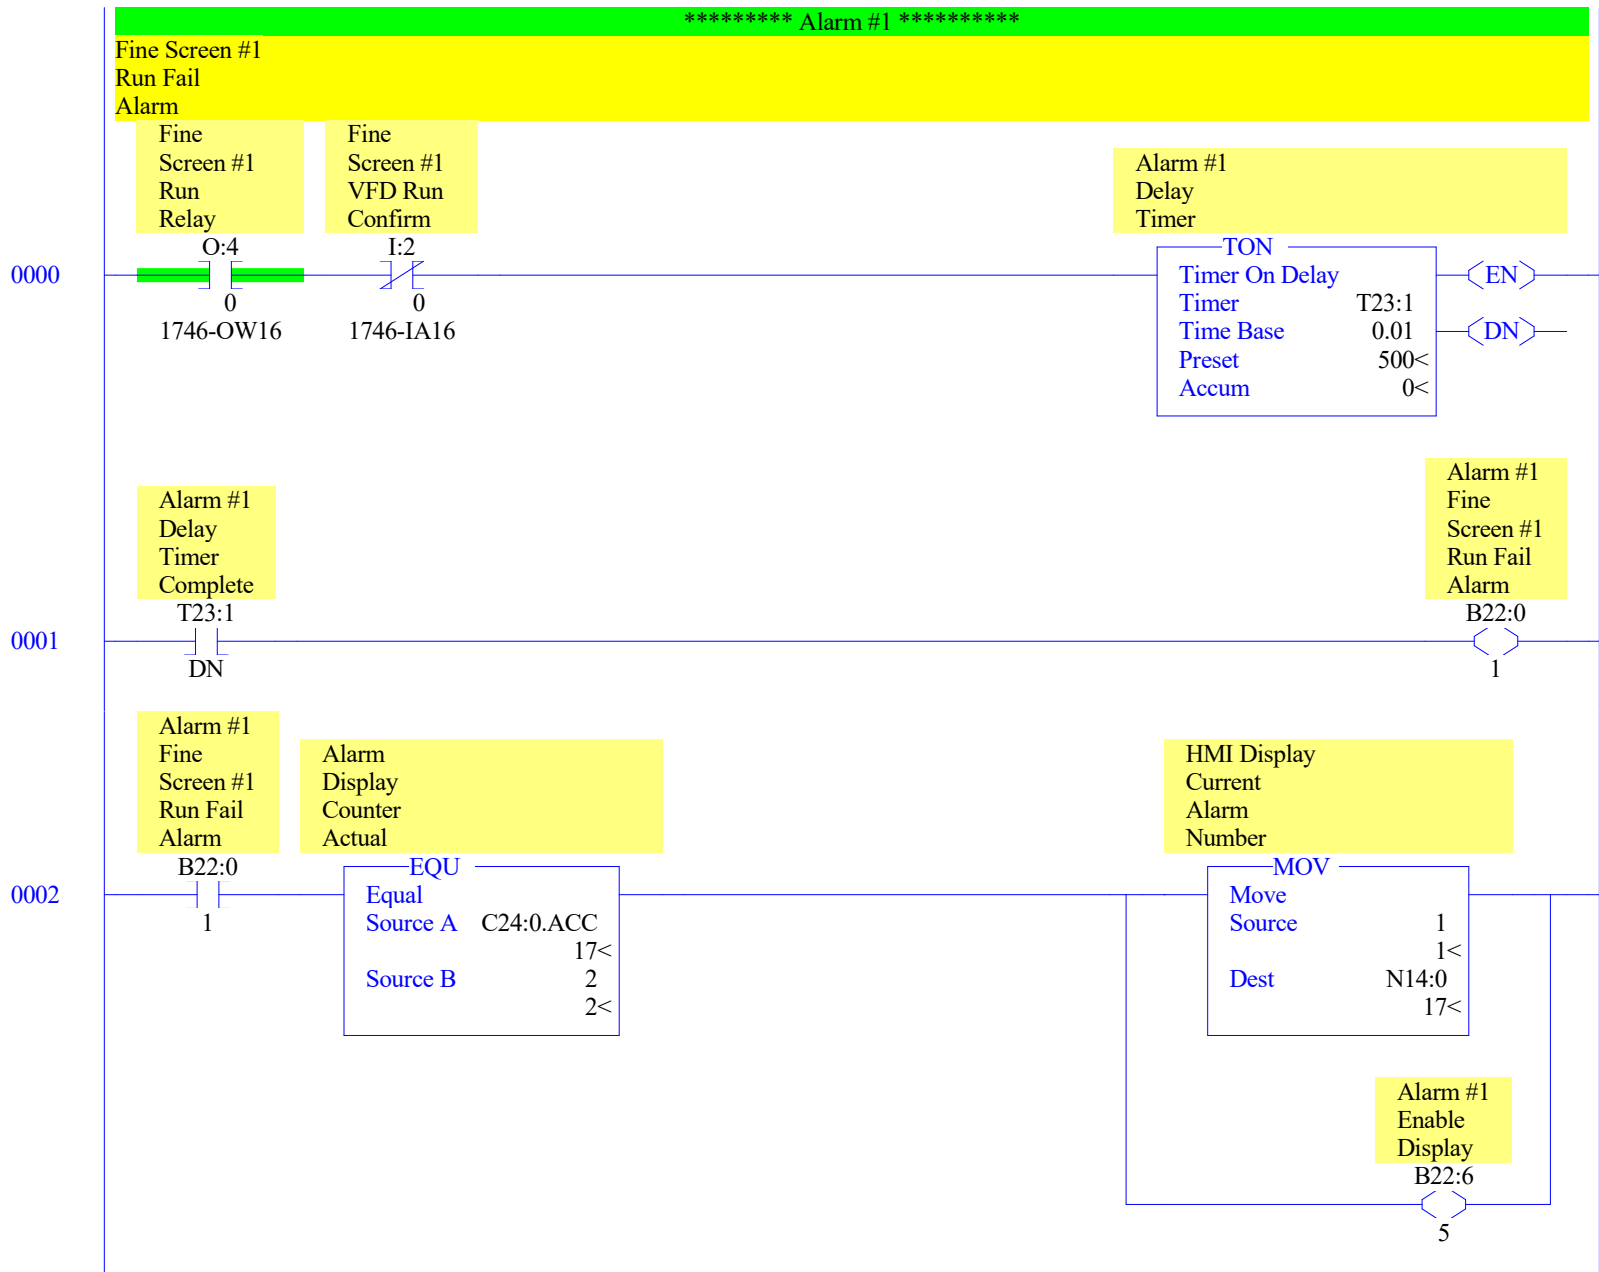 ********* Alarm #1 **********
Fine Screen #1
Run Fail
Alarm
Fine
Screen #1
Run
Relay
O:4
0
1746-OW16
Fine
Screen #1
VFD Run
Confirm
I:2
0
1746-IA16
Alarm #1
Delay
Timer
TON
Timer On Delay
Timer T23:1
Time Base 0.01
Preset 500<
Accum 0<
EN
DN
0000
Alarm #1
Delay
Timer
Complete
T23:1
DN
Alarm #1
Fine
Screen #1
Run Fail
Alarm
B22:0
1
0001
Alarm #1
Fine
Screen #1
Run Fail
Alarm
B22:0
1
Alarm
Display
Counter
Actual
EQU
Equal
Source A C24:0.ACC
17<
Source B 2
2<
HMI Display
Current
Alarm
Number
MOV
Move
Source 1
1<
Dest N14:0
17<
0002
Alarm #1
Enable
Display
B22:6
5